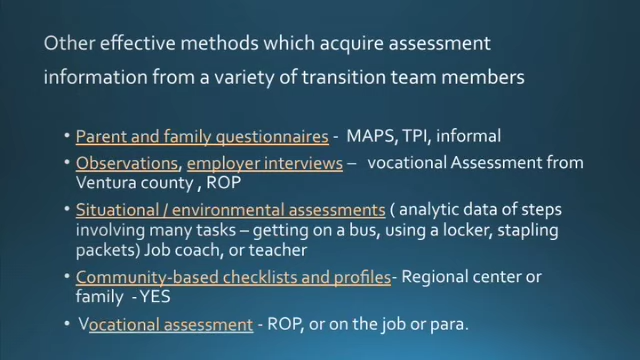 Other effective methods which acquire assessment
information from a variety of transition team members
• Parent and family questionnaires - MAPS, TPI, informal
• Observations, employer interviews – vocational Assessment from
Ventura county , ROP
• Situational / environmental assessments ( analytic data of steps
involving many tasks – getting on a bus, using a locker, stapling
packets) Job coach, or teacher
• Community-based checklists and profiles- Regional center or
family -YES
• Vocational assessment - ROP, or on the job or para.